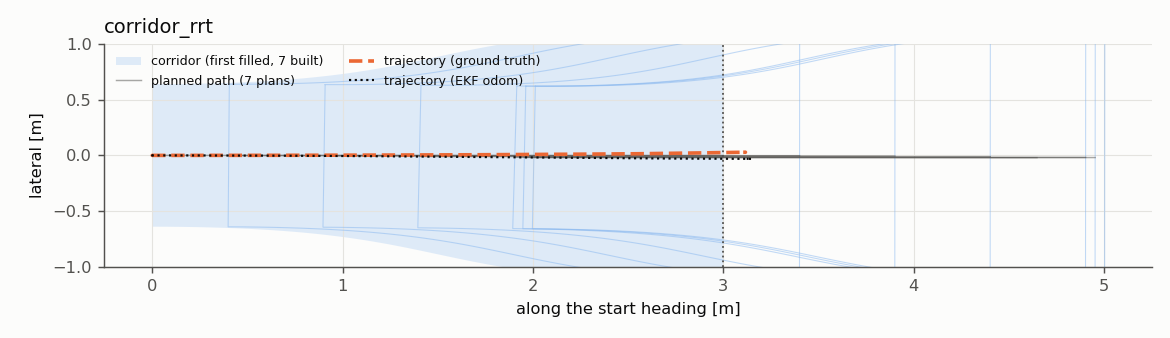 corridor_rrt
corridor (first filled, 7 built)
planned path (7 plans)
trajectory (ground truth)
trajectory (EKF odom)
lateral [m]
1.0
0.5
0.0
−0.5
−1.0
0 1 2 3 4 5
along the start heading [m]